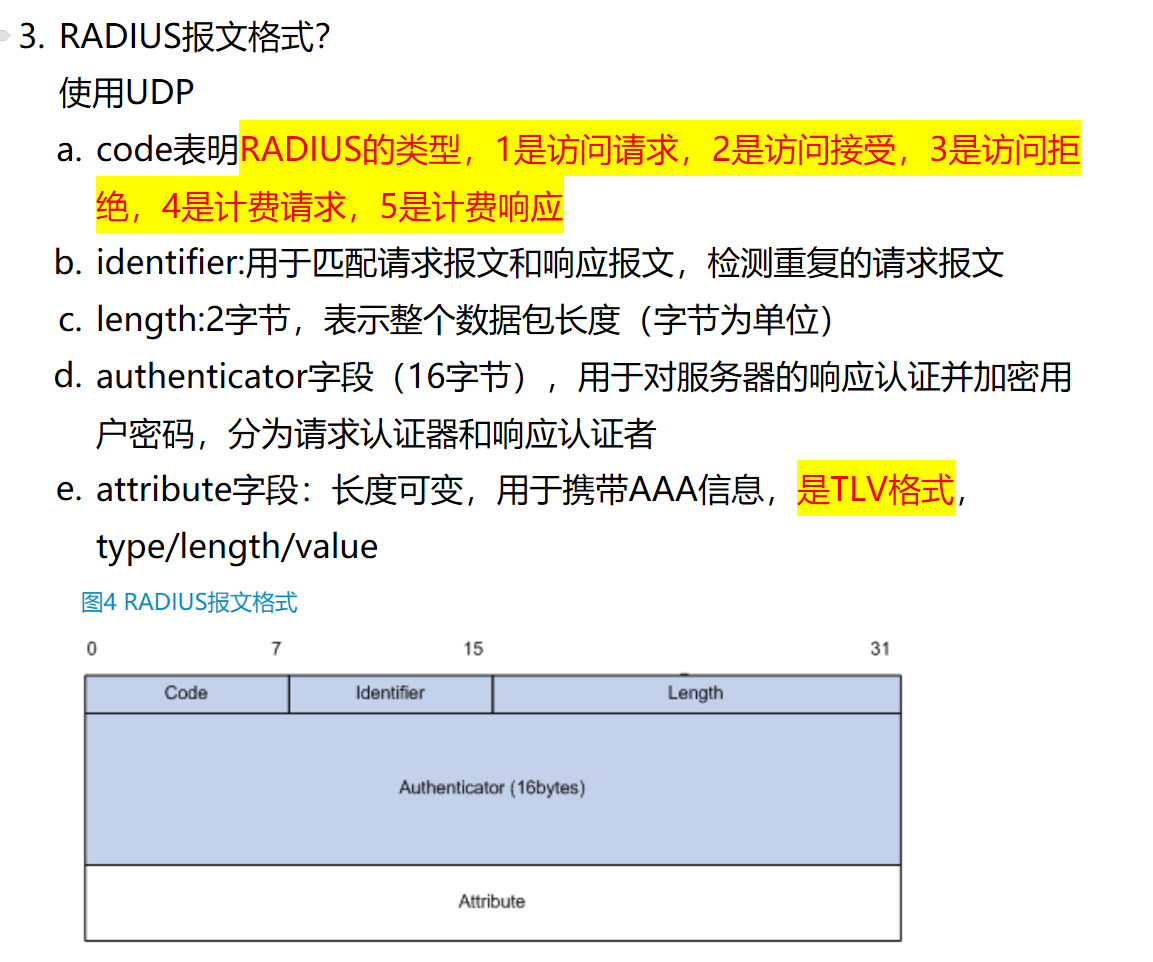 3. RADIUS报文格式？
使用UDP
a. code表明RADIUS的类型，1是访问请求，2是访问接受，3是访问拒
绝，4是计费请求，5是计费响应
b. identifier:用于匹配请求报文和响应报文，检测重复的请求报文
c. length:2字节，表示整个数据包长度（字节为单位）
d. authenticator字段（16字节），用于对服务器的响应认证并加密用
户密码，分为请求认证器和响应认证者
e. attribute字段：长度可变，用于携带AAA信息，是TLV格式，
type/length/value
图4 RADIUS报文格式
0 7 15 31
Code Identifier Length
Authenticator (16bytes)
Attribute